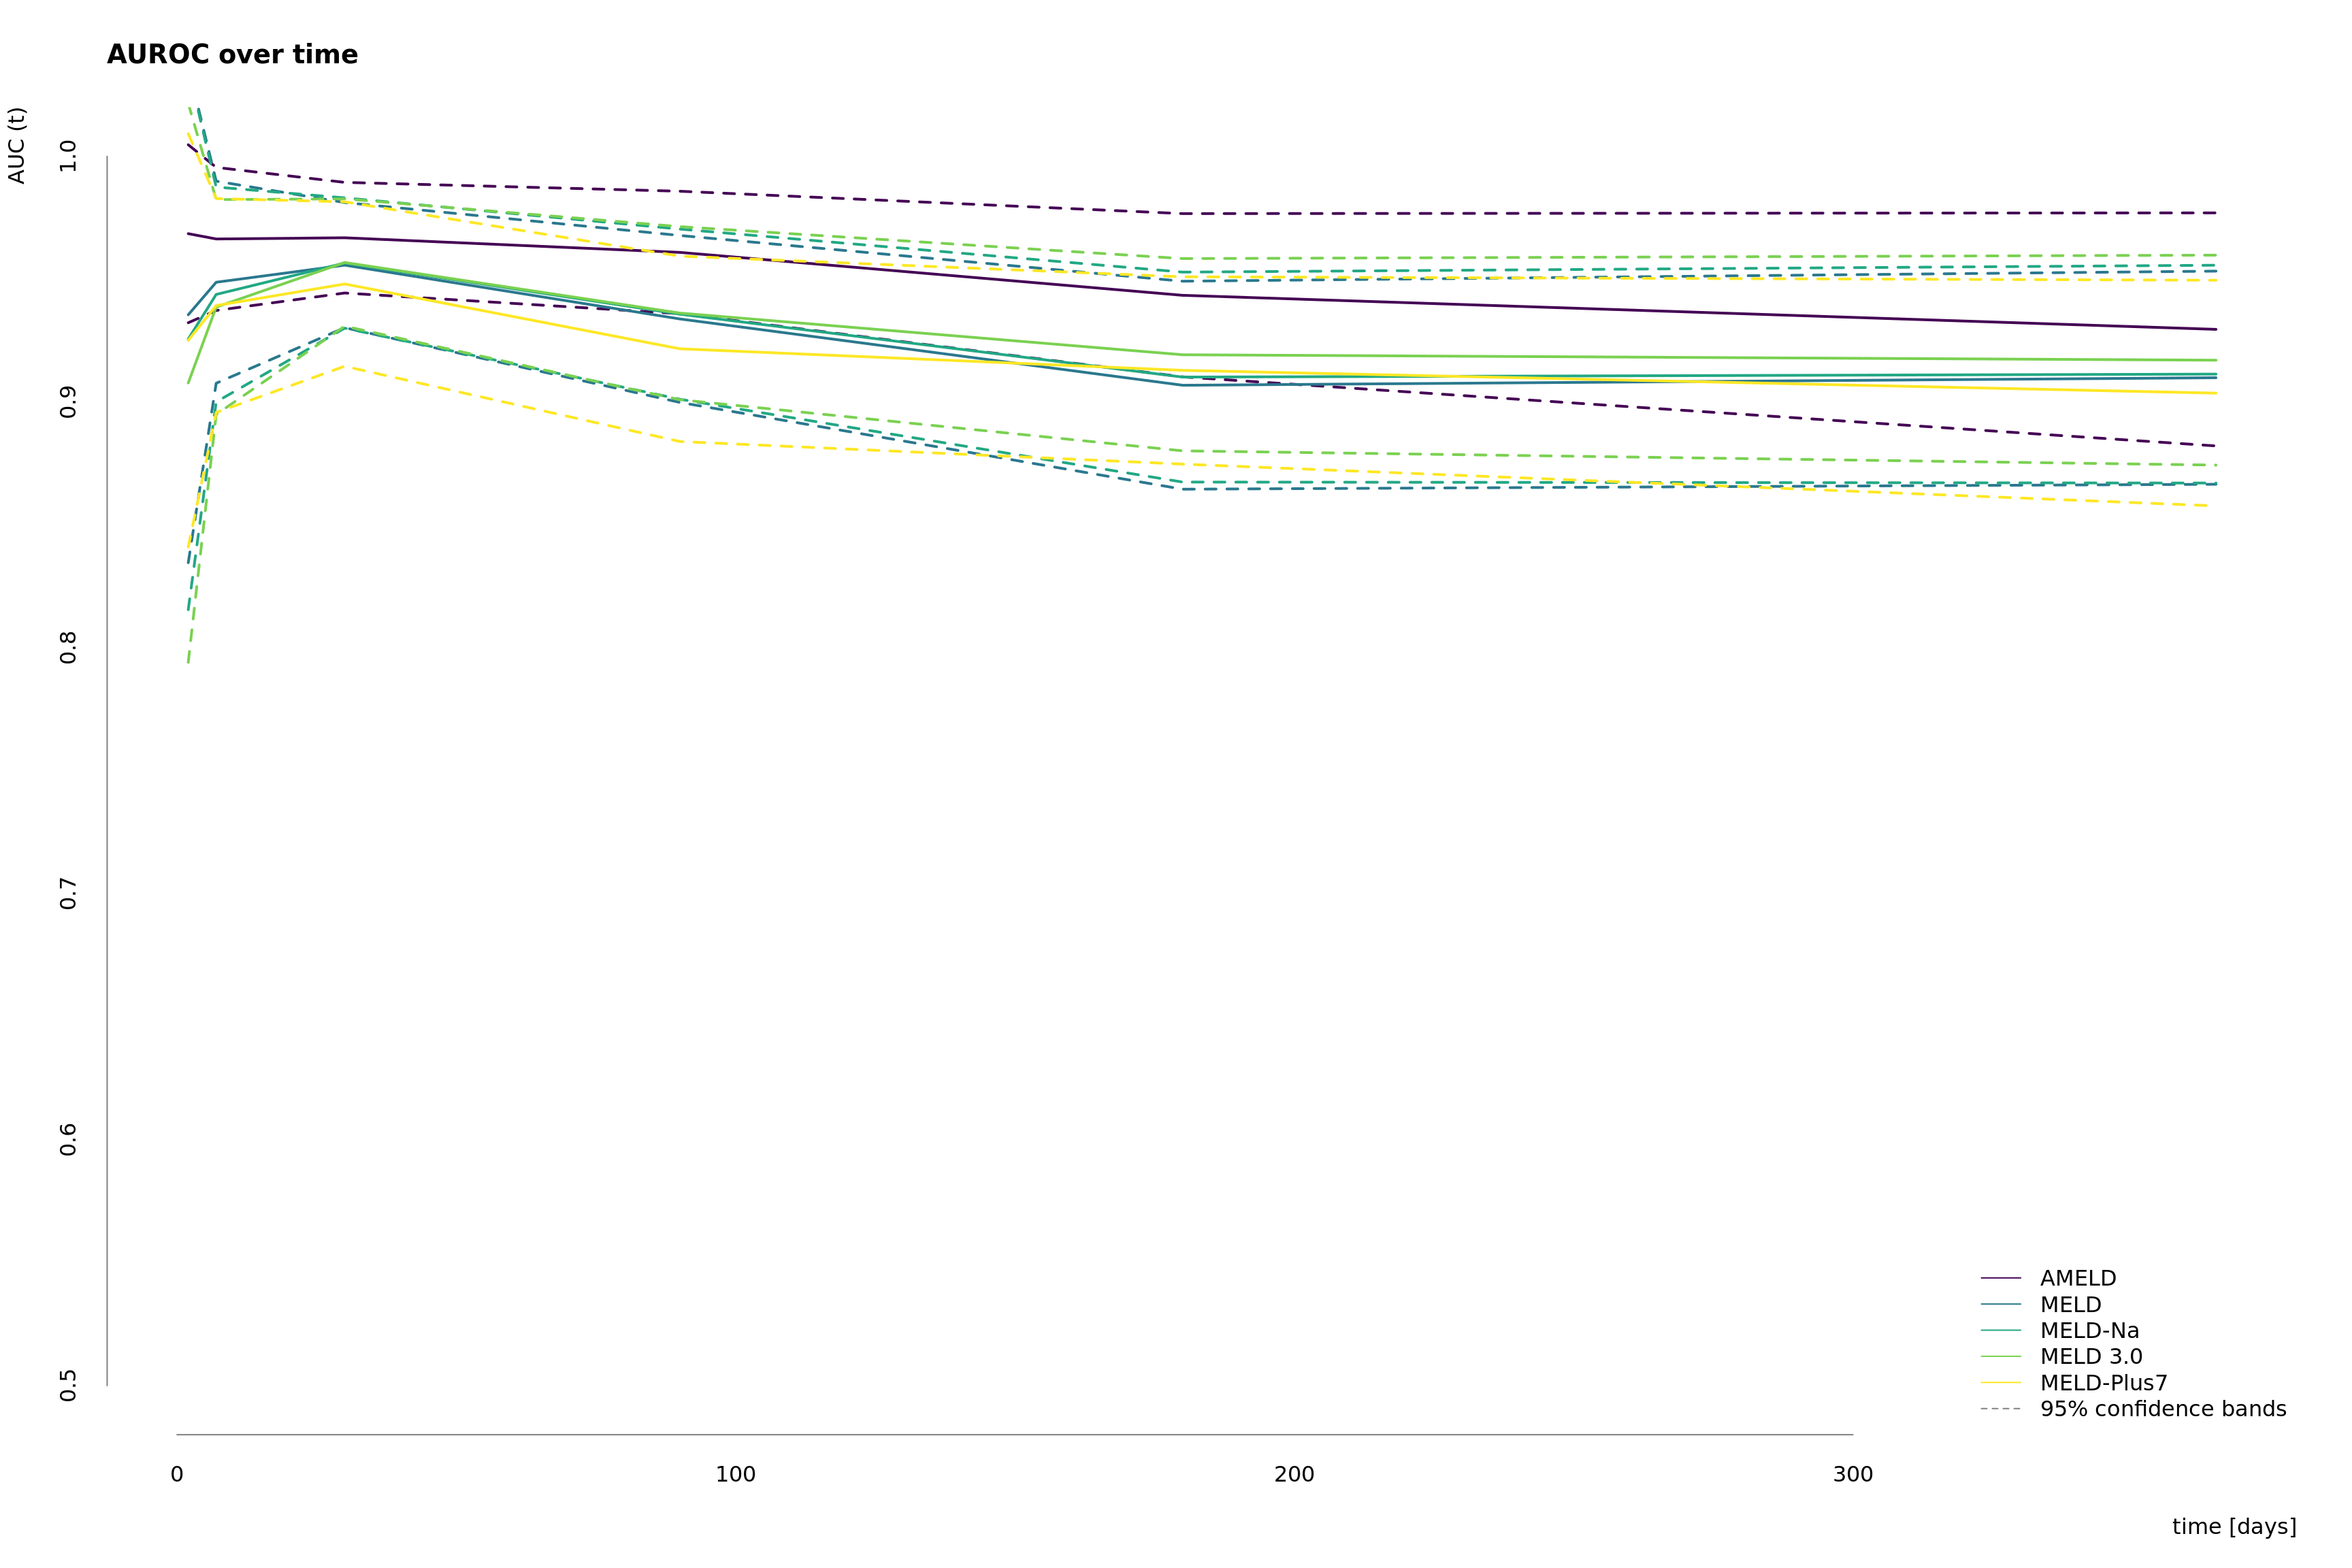 AUROC over time
AUC (t)
1.0
0.9
0.8
0.7
0.6
0.5
AMELD
MELD
MELD-Na
MELD 3.0
MELD-Plus7
95% confidence bands
0 100 200 300
time [days]